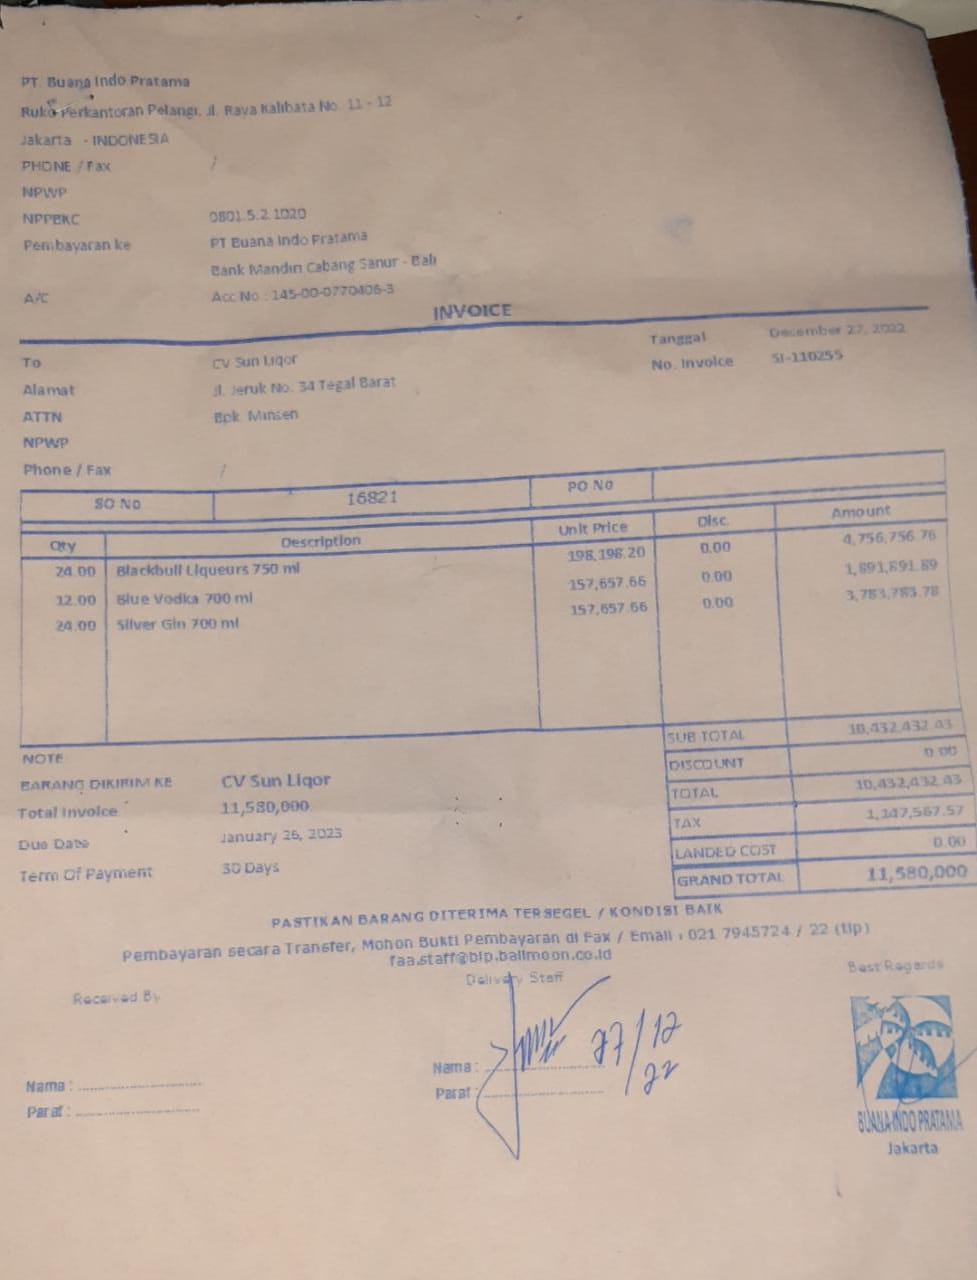 PT. Buana Indo Pratama
Ruko Perkantoran Pelangi, Jl. Raya Kalibata No. 11 - 12
Jakarta - INDONESIA
PHONE / Fax /
NPWP
NPPBKC 0801.5.2.1020
Pembayaran ke PT Buana Indo Pratama
Bank Mandiri Cabang Sanur - Bali
A/C Acc No : 145-00-0770406-3
INVOICE
Tanggal December 27, 2022
No. Invoice SI-110255
To CV Sun Liqor
Alamat Jl. Jeruk No. 34 Tegal Barat
ATTN Bpk. Minsen
NPWP
Phone / Fax /
SO No 16821 PO No
Qty Description Unit Price Disc. Amount
24.00 Blackbull Liqueurs 750 ml 198,198.20 0.00 4,756,756.76
12.00 Blue Vodka 700 ml 157,657.66 0.00 1,891,891.89
24.00 Silver Gin 700 ml 157,657.66 0.00 3,783,783.78
SUB TOTAL 10,432,432.43
DISCOUNT 0.00
TOTAL 10,432,432.43
TAX 1,147,567.57
LANDED COST 0.00
GRAND TOTAL 11,580,000
NOTE
BARANG DIKIRIM KE CV Sun Liqor
Total Invoice 11,580,000
Due Date January 26, 2023
Term Of Payment 30 Days
PASTIKAN BARANG DITERIMA TERSEGEL / KONDISI BAIK
Pembayaran secara Transfer, Mohon Bukti Pembayaran di Fax / Email : 021 7945724 / 22 (tlp)
faa.staff@bip.balimoon.co.id
Received By Delivery Staff Best Regards
27/12/22
Nama : Nama :
Paraf : Paraf :
BUANA INDO PRATAMA
Jakarta